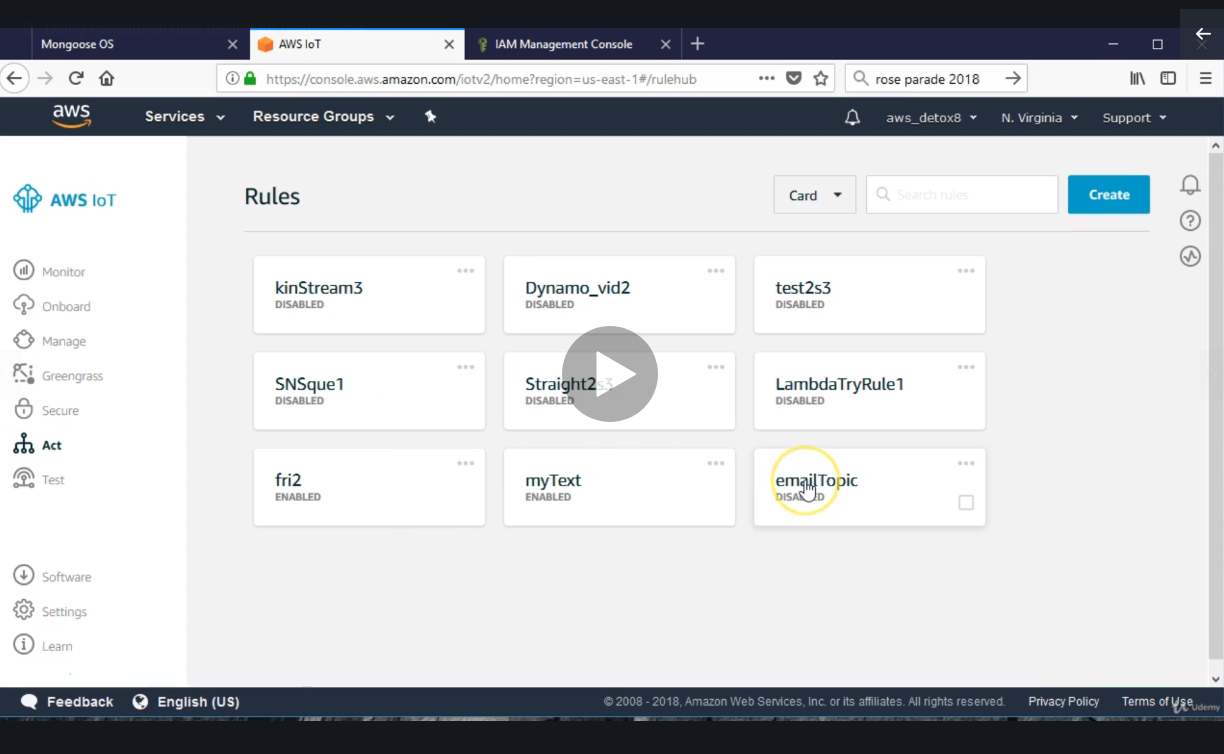 Mongoose OS
AWS IoT
IAM Management Console
https://console.aws.amazon.com/iotv2/home?region=us-east-1#/rulehub
rose parade 2018
aws
Services
Resource Groups
aws_detox8
N. Virginia
Support
AWS IoT
Monitor
Onboard
Manage
Greengrass
Secure
Act
Test
Software
Settings
Learn
Rules
Card
Search rules
Create
kinStream3
DISABLED
Dynamo_vid2
DISABLED
test2s3
DISABLED
SNSque1
DISABLED
Straight2s3
DISABLED
LambdaTryRule1
DISABLED
fri2
ENABLED
myText
ENABLED
emailTopic
DISABLED
Feedback
English (US)
© 2008 - 2018, Amazon Web Services, Inc. or its affiliates. All rights reserved.
Privacy Policy
Terms of Use
Udemy